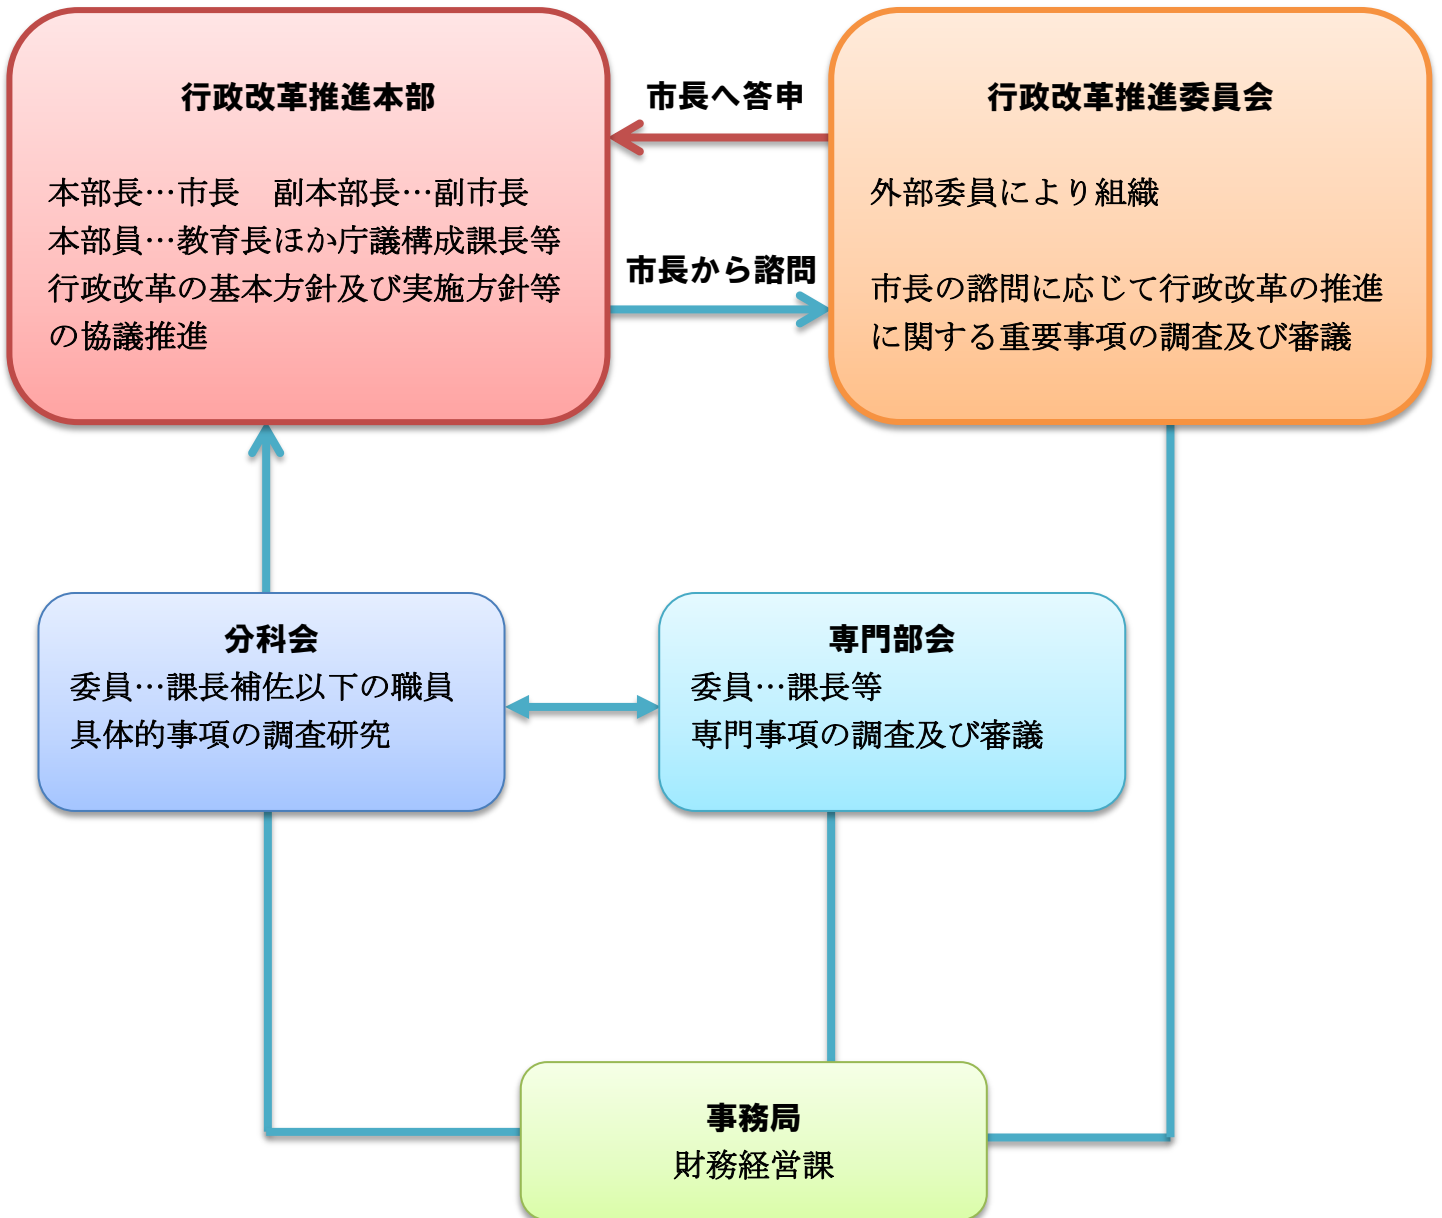 行政改革推進本部
本部長…市長　副本部長…副市長
本部員…教育長ほか庁議構成課長等
行政改革の基本方針及び実施方針等
の協議推進
市長へ答申
市長から諮問
行政改革推進委員会
外部委員により組織
市長の諮問に応じて行政改革の推進
に関する重要事項の調査及び審議
分科会
委員…課長補佐以下の職員
具体的事項の調査研究
専門部会
委員…課長等
専門事項の調査及び審議
事務局
財務経営課